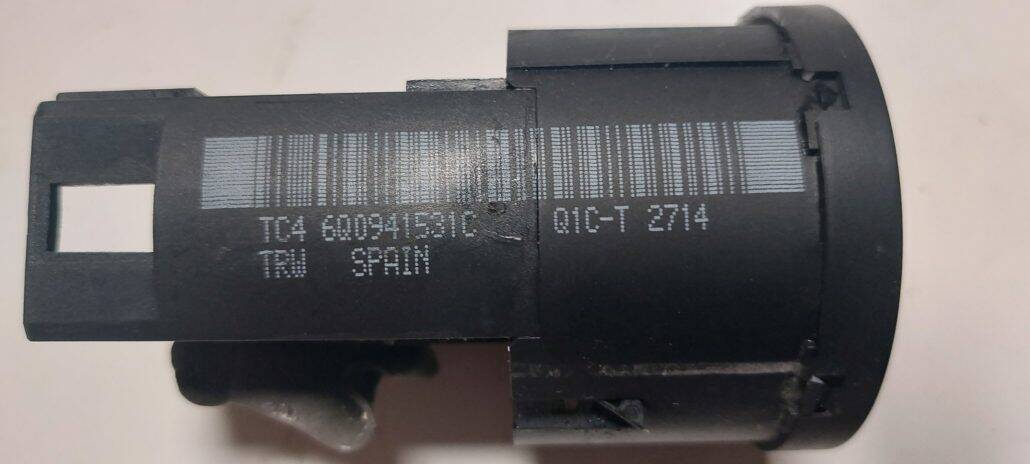 TC4 6Q0941531C Q1C-T 2714
TRW SPAIN